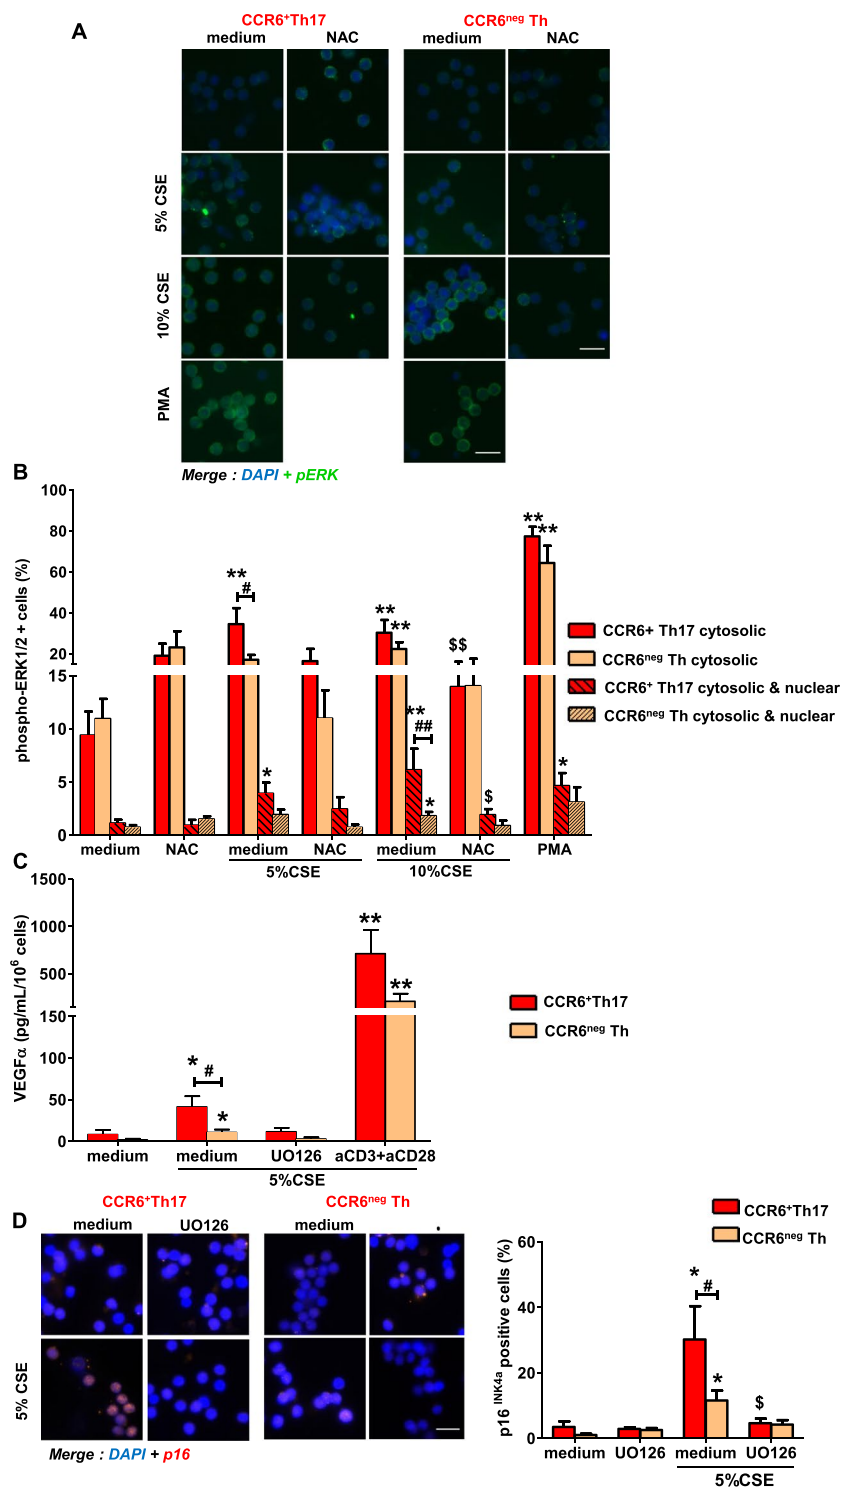 A
CCR6+Th17 CCR6neg Th
medium NAC medium NAC
5% CSE
10% CSE
PMA
Merge : DAPI + pERK
B
phospho-ERK1/2 + cells (%)
100
80
60
40
20
15
10
5
0
** # ** * ** ** ** ## * $$ $ ** ** *
CCR6+ Th17 cytosolic
CCR6neg Th cytosolic
CCR6+ Th17 cytosolic & nuclear
CCR6neg Th cytosolic & nuclear
medium NAC medium NAC medium NAC PMA
5%CSE 10%CSE
C
VEGFα (pg/mL/10⁶ cells)
1500
1000
500
150
100
50
0
* # * ** **
CCR6+Th17
CCR6neg Th
medium medium UO126 aCD3+aCD28
5%CSE
D
CCR6+Th17 CCR6neg Th
medium UO126 medium
5% CSE
Merge : DAPI + p16
CCR6+Th17
CCR6neg Th
p16 INK4a positive cells (%)
60
40
20
0
* # * $
medium UO126 medium UO126
5%CSE